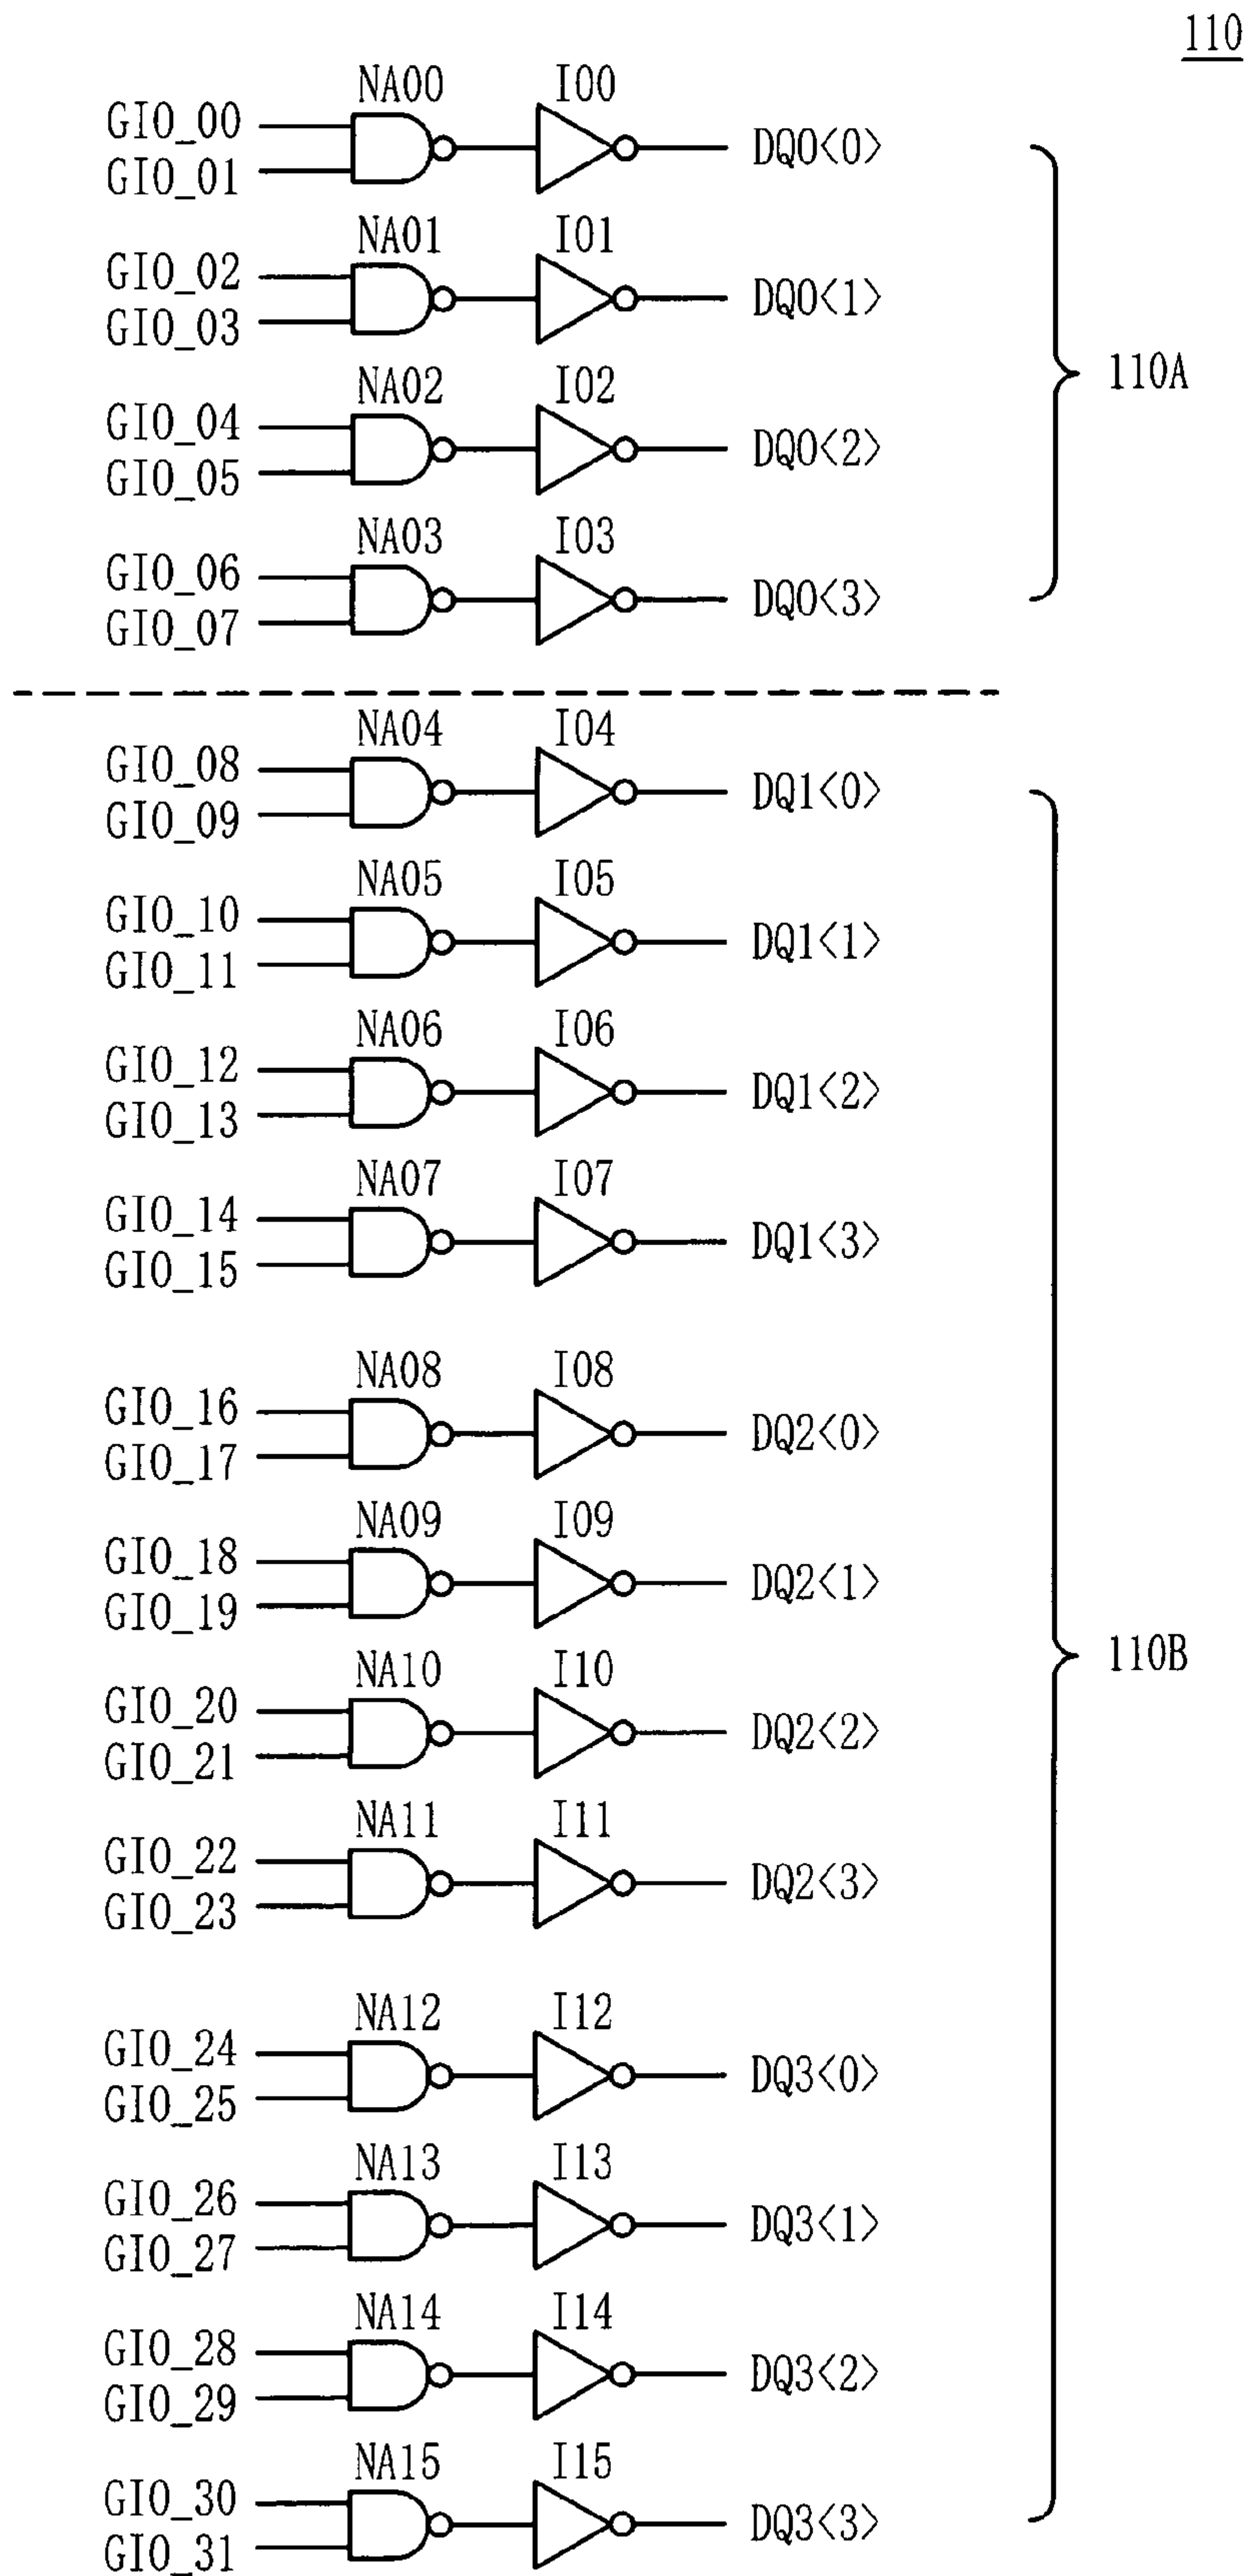 110
NA00 I00
GIO_00
GIO_01
DQ0<0>
NA01 I01
GIO_02
GIO_03
DQ0<1>
NA02 I02
GIO_04
GIO_05
DQ0<2>
NA03 I03
GIO_06
GIO_07
DQ0<3>
110A
NA04 I04
GIO_08
GIO_09
DQ1<0>
NA05 I05
GIO_10
GIO_11
DQ1<1>
NA06 I06
GIO_12
GIO_13
DQ1<2>
NA07 I07
GIO_14
GIO_15
DQ1<3>
NA08 I08
GIO_16
GIO_17
DQ2<0>
NA09 I09
GIO_18
GIO_19
DQ2<1>
NA10 I10
GIO_20
GIO_21
DQ2<2>
NA11 I11
GIO_22
GIO_23
DQ2<3>
NA12 I12
GIO_24
GIO_25
DQ3<0>
NA13 I13
GIO_26
GIO_27
DQ3<1>
NA14 I14
GIO_28
GIO_29
DQ3<2>
NA15 I15
GIO_30
GIO_31
DQ3<3>
110B